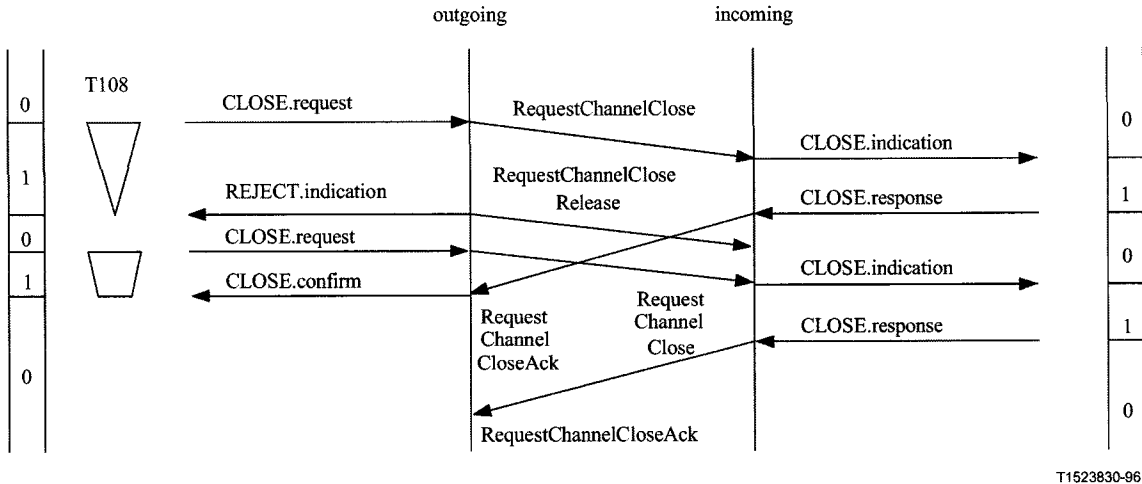 outgoing
incoming
T108
0
CLOSE.request
RequestChannelClose
0
CLOSE.indication
1
REJECT.indication
RequestChannelClose
Release
CLOSE.response
1
0
CLOSE.request
0
1
CLOSE.confirm
CLOSE.indication
Request
Channel
CloseAck
Request
Channel
Close
CLOSE.response
1
0
RequestChannelCloseAck
0
T1523830-96